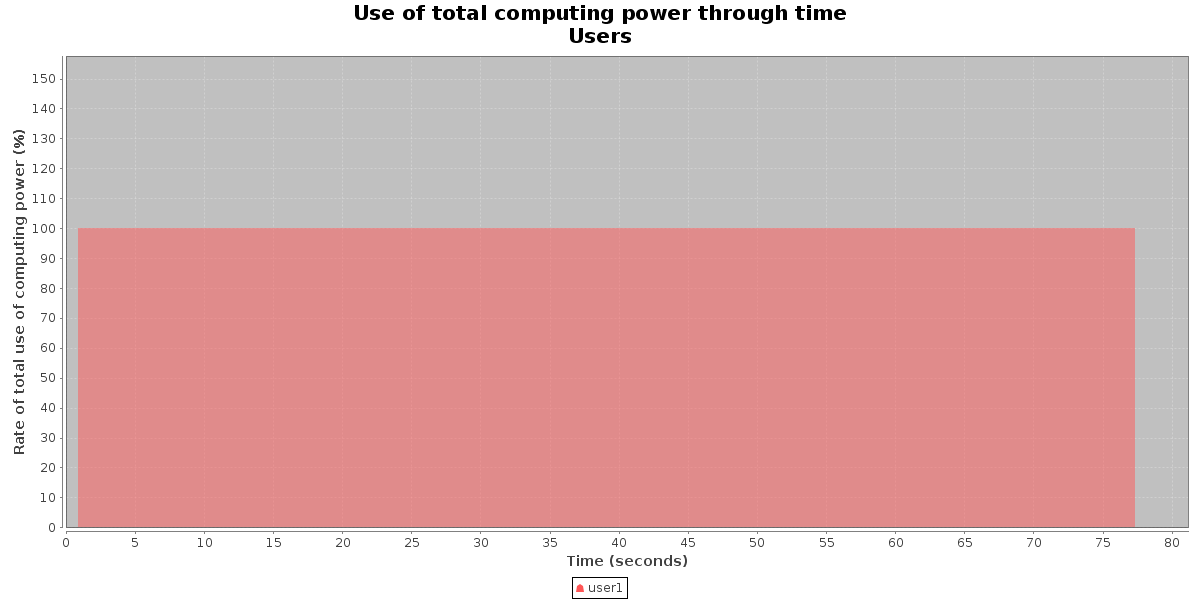 Use of total computing power through time
Users
Rate of total use of computing power (%)
150
140
130
120
110
100
90
80
70
60
50
40
30
20
10
0
0 5 10 15 20 25 30 35 40 45 50 55 60 65 70 75 80
Time (seconds)
user1